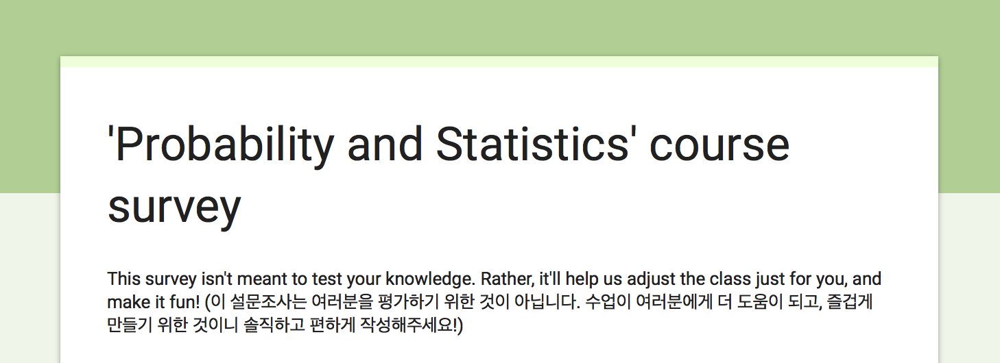 'Probability and Statistics' course
survey
This survey isn't meant to test your knowledge. Rather, it'll help us adjust the class just for you, and
make it fun! (이 설문조사는 여러분을 평가하기 위한 것이 아닙니다. 수업이 여러분에게 더 도움이 되고, 즐겁게
만들기 위한 것이니 솔직하고 편하게 작성해주세요!)